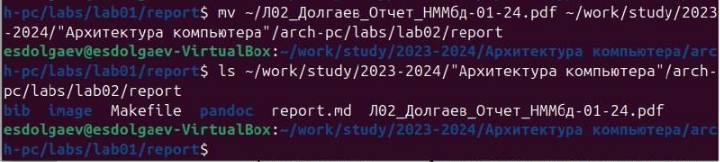 h-pc/labs/lab01/report$ mv ~/Л02_Долгаев_Отчет_НММбд-01-24.pdf ~/work/study/2023
-2024/"Архитектура компьютера"/arch-pc/labs/lab02/report
esdolgaev@esdolgaev-VirtualBox:~/work/study/2023-2024/Архитектура компьютера/arc
h-pc/labs/lab01/report$ ls ~/work/study/2023-2024/"Архитектура компьютера"/arch-
pc/labs/lab02/report
bib image Makefile pandoc report.md Л02_Долгаев_Отчет_НММбд-01-24.pdf
esdolgaev@esdolgaev-VirtualBox:~/work/study/2023-2024/Архитектура компьютера/arc
h-pc/labs/lab01/report$